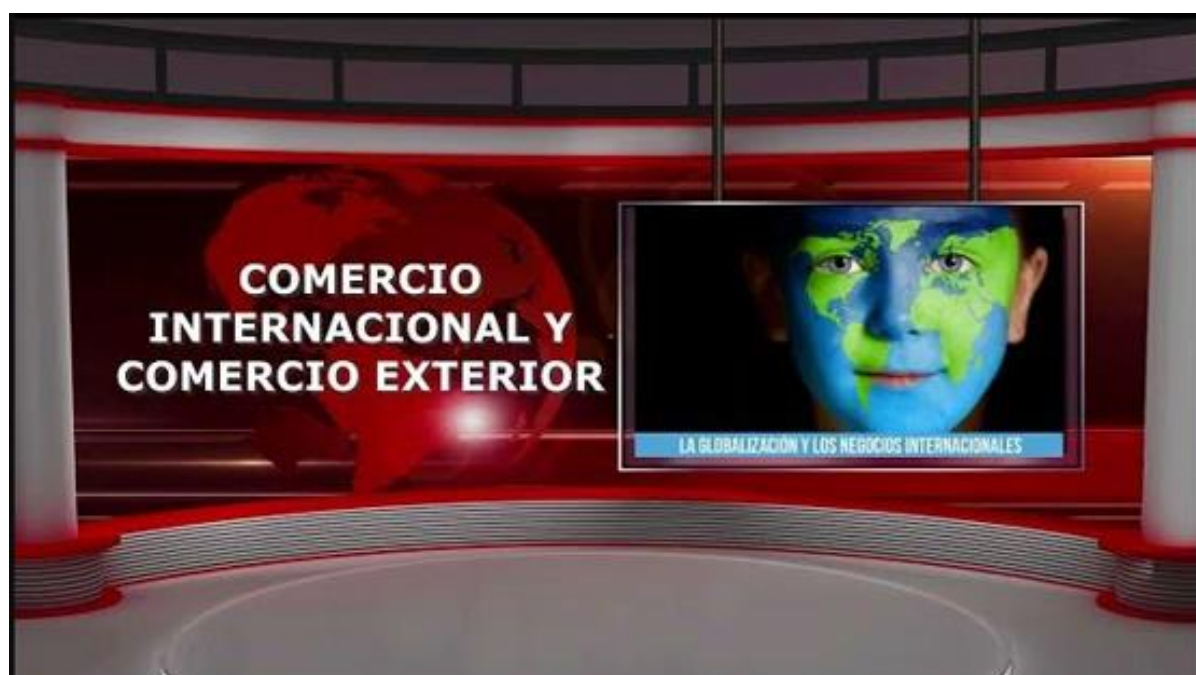 COMERCIO
INTERNACIONAL Y
COMERCIO EXTERIOR
LA GLOBALIZACIÓN Y LOS NEGOCIOS INTERNACIONALES